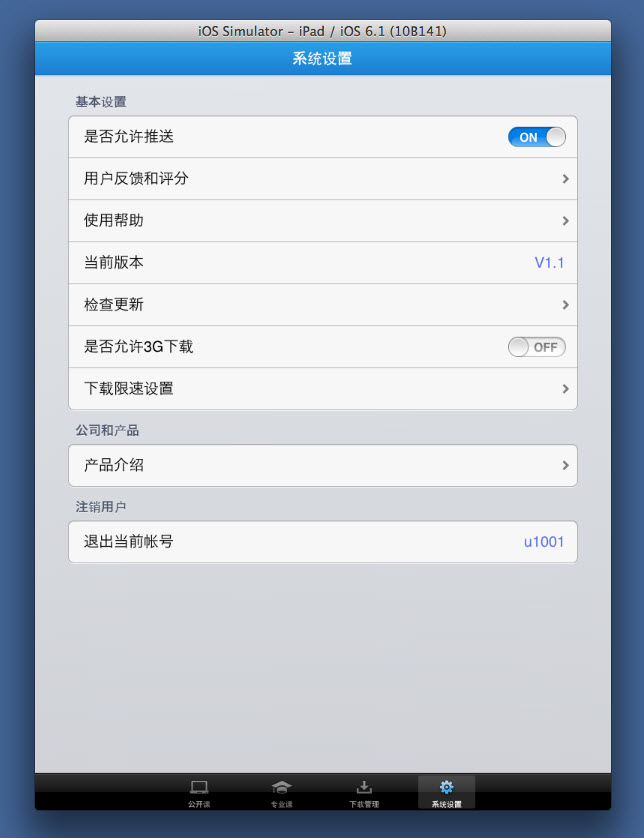 iOS Simulator – iPad / iOS 6.1 (10B141)
系统设置
基本设置
是否允许推送 ON
用户反馈和评分
使用帮助
当前版本 V1.1
检查更新
是否允许3G下载 OFF
下载限速设置
公司和产品
产品介绍
注销用户
退出当前帐号 u1001
公开课 专业课 下载管理 系统设置